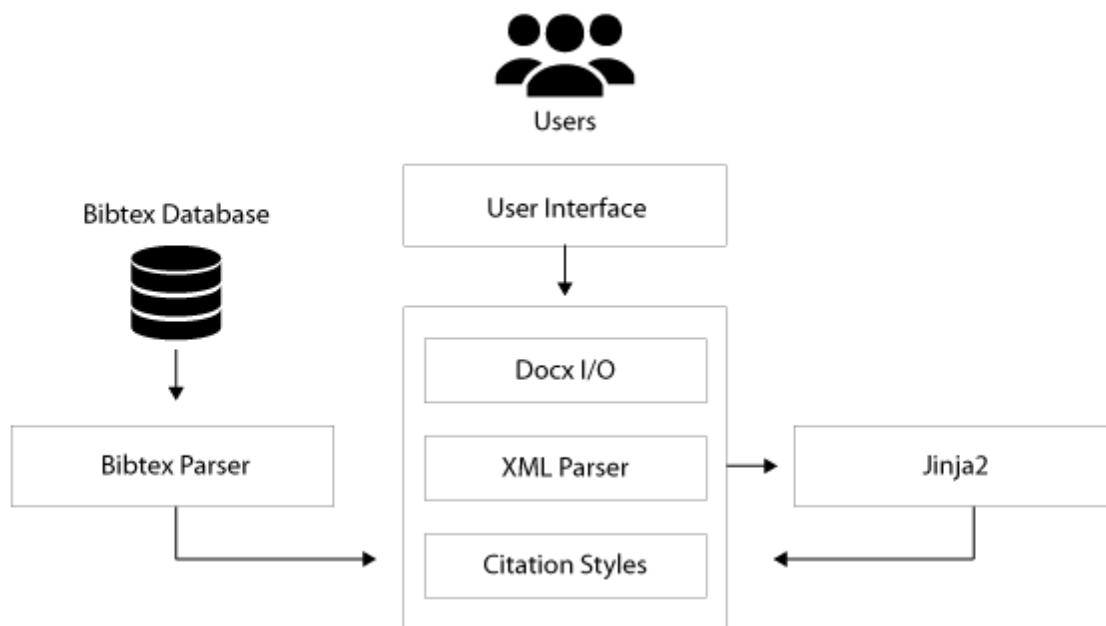 Users
User Interface
Bibtex Database
Docx I/O
Bibtex Parser
XML Parser
Jinja2
Citation Styles